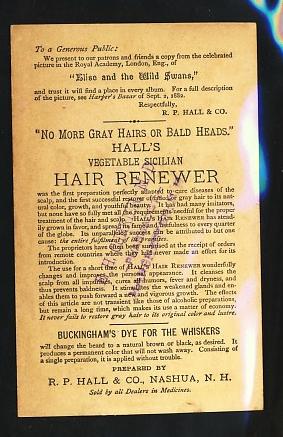 To a Generous Public:
We present to our patrons and friends a copy from the celebrated
picture in the Royal Academy, London, Eng., of
"Elise and the Wild Swans,"
and trust it will find a place in every album. For a full description
of the picture, see Harper's Bazar of Sept. 2, 1882.
Respectfully,
R. P. HALL & CO.
"NO MORE GRAY HAIRS OR BALD HEADS."
HALL'S
VEGETABLE SICILIAN
HAIR RENEWER
was the first preparation perfectly adapted to cure diseases of the
scalp, and the first successful restorer of faded or gray hair to its nat-
ural color, growth, and youthful beauty. It has had many imitators,
but none have so fully met all the requirements needful for the proper
treatment of the hair and scalp. HALL'S HAIR RENEWER has stead-
ily grown in favor, and spread its fame and usefulness to every quarter
of the globe. Its unparalleled success can be attributed to but one
cause: the entire fulfilment of its promises.
The proprietors have often been surprised at the receipt of orders
from remote countries where they had never made an effort for its
introduction.
The use for a short time of HALL'S HAIR RENEWER wonderfully
changes and improves the personal appearance. It cleanses the
scalp from all impurities, cures all humors, fever and dryness, and
thus prevents baldness. It stimulates the weakened glands and en-
ables them to push forward a new and vigorous growth. The effects
of this article are not transient like those of alcoholic preparations,
but remain a long time, which makes its use a matter of economy.
It never fails to restore gray hair to its original color and lustre.
BUCKINGHAM'S DYE FOR THE WHISKERS
will change the beard to a natural brown or black, as desired. It
produces a permanent color that will not wash away. Consisting of
a single preparation, it is applied without trouble.
PREPARED BY
R. P. HALL & CO., NASHUA, N. H.
Sold by all Dealers in Medicines.